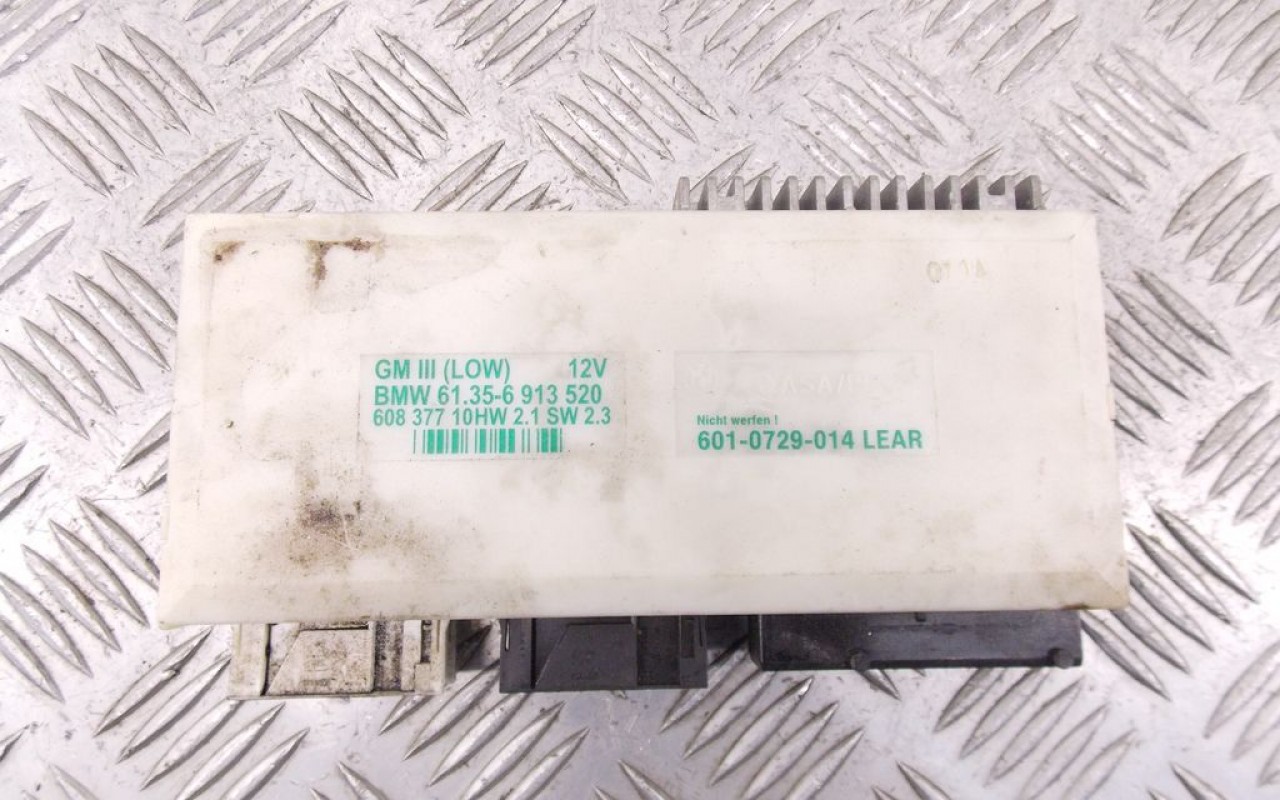 GM III (LOW) 12V
BMW 61.35-6 913 520
608 377 10HW 2.1 SW 2.3
Nicht werfen !
601-0729-014 LEAR